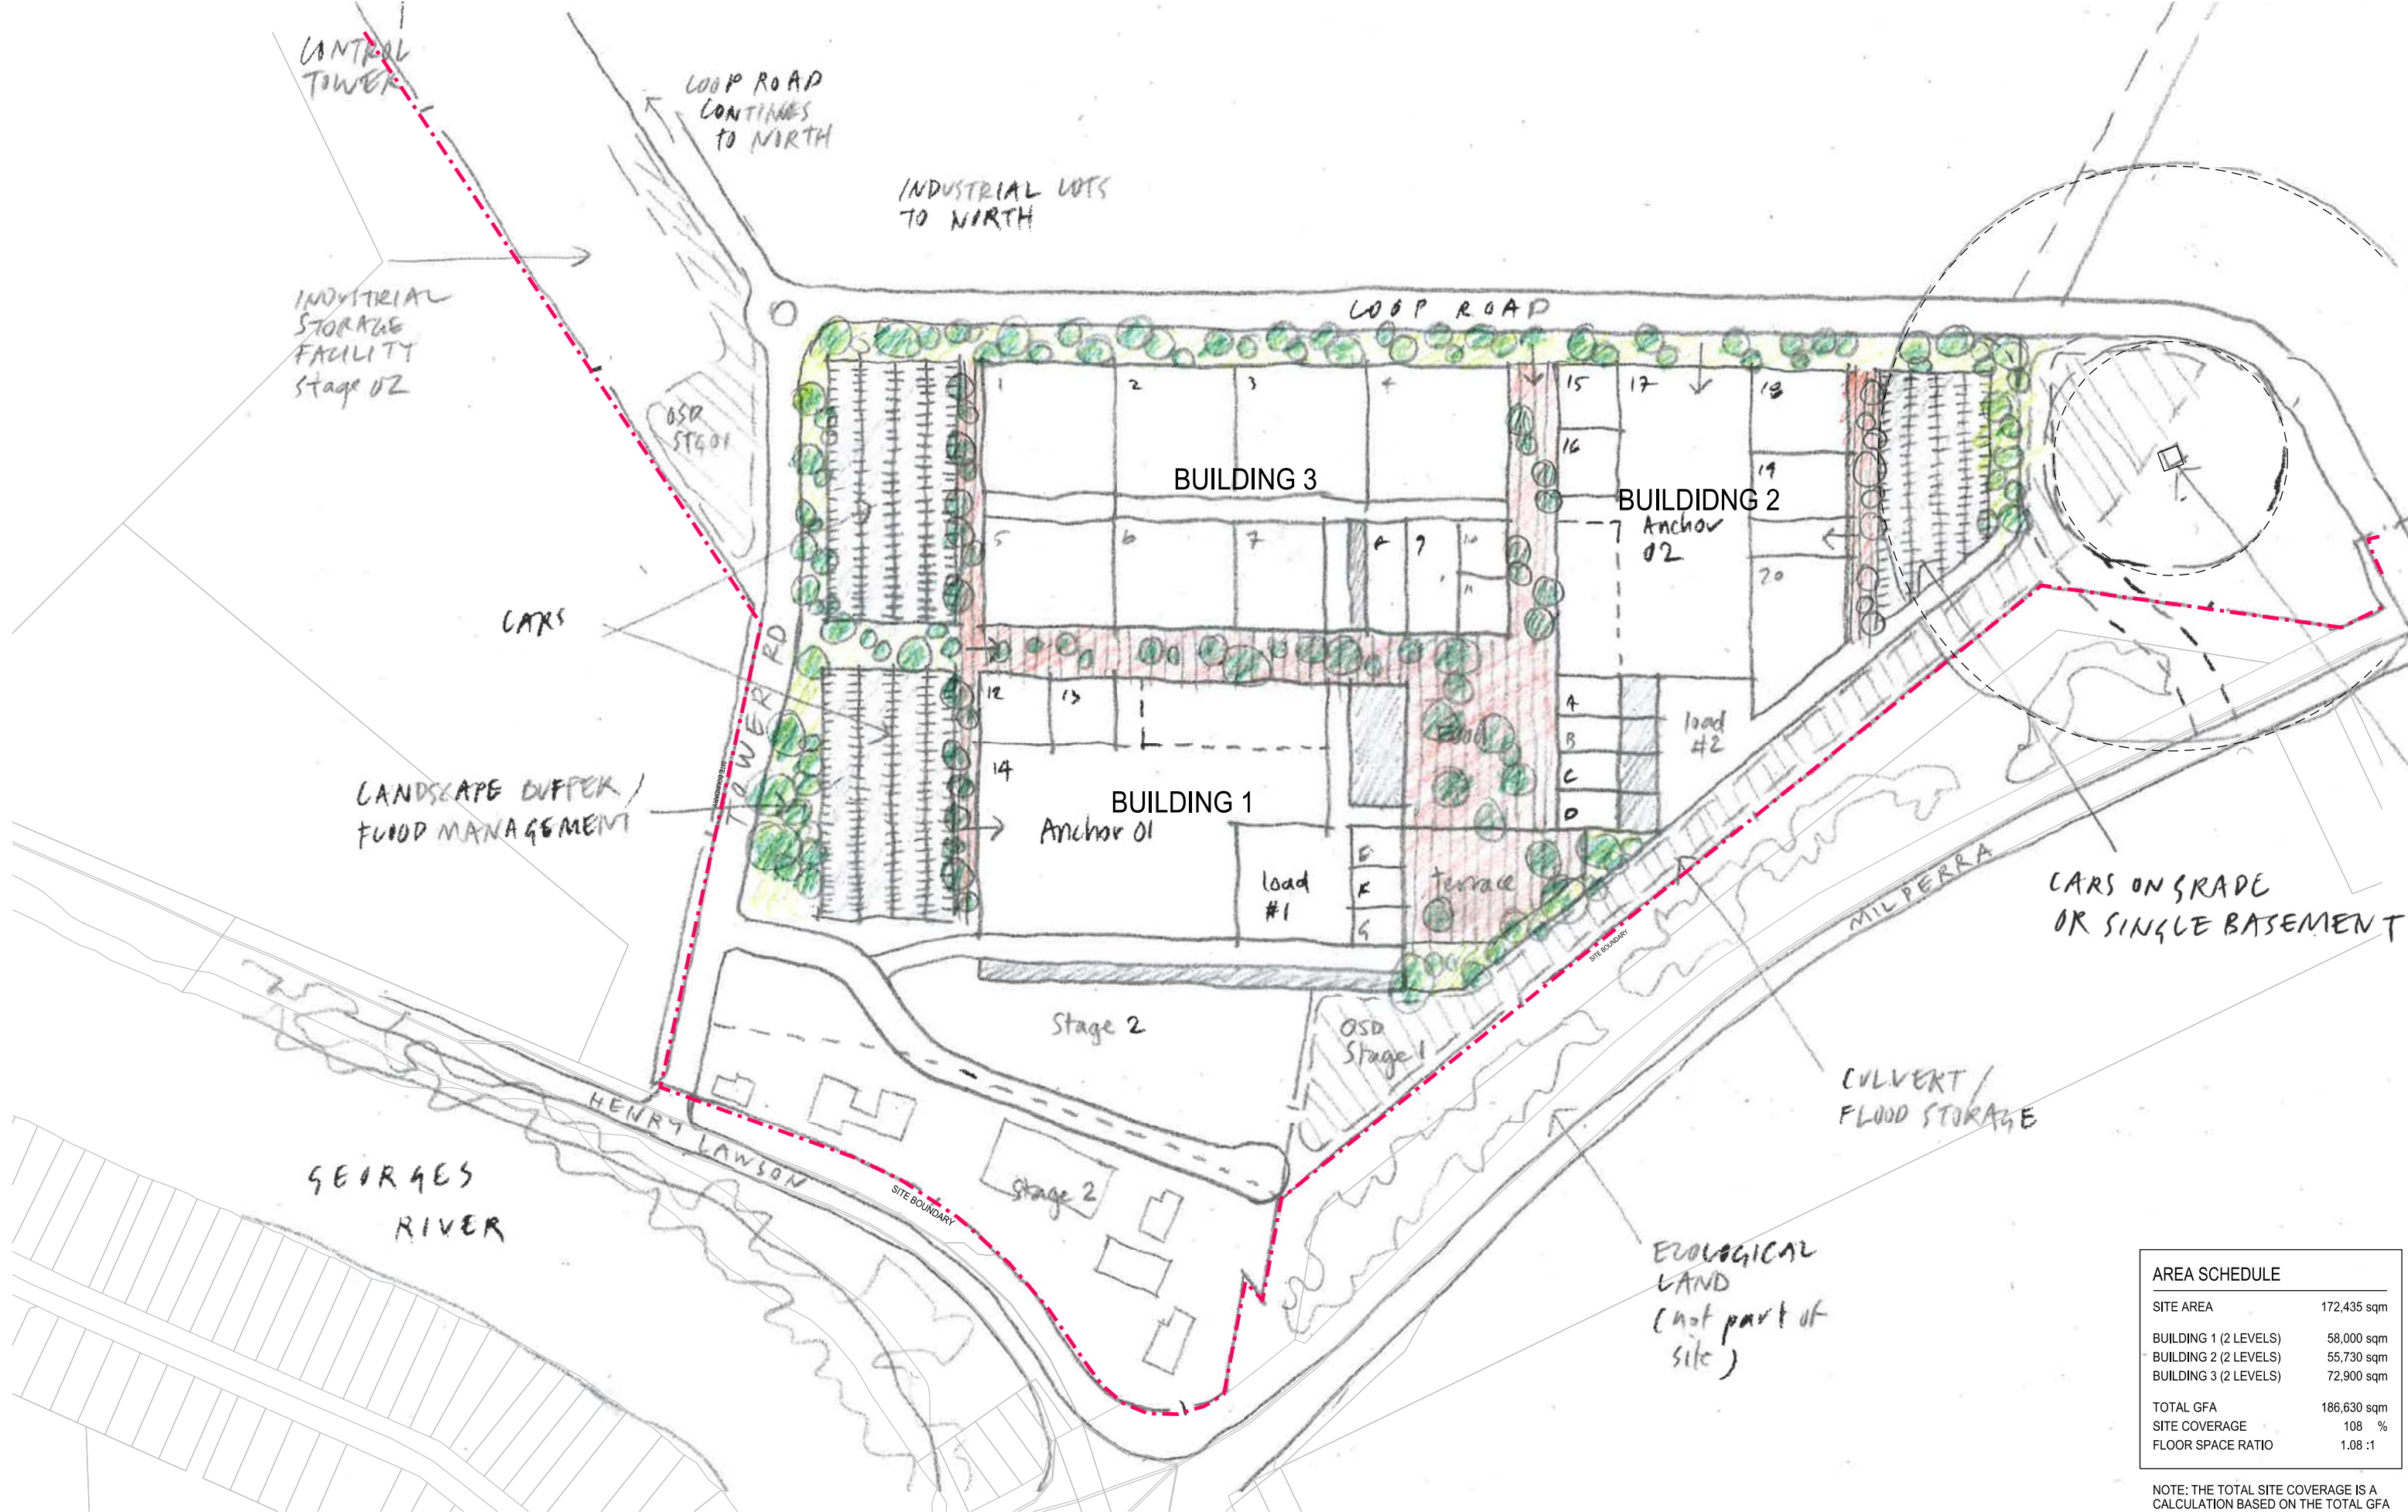 CONTROL
TOWER
LOOP ROAD
CONTINUES
TO NORTH
INDUSTRIAL LOTS
TO NORTH
INDUSTRIAL
STORAGE
FACILITY
Stage 02
OSD
STG01
LOOP ROAD
1
2
3
4
15
17
18
16
19
BUILDING 3
BUILDIDNG 2
Anchor
02
5
6
7
8
9
10
11
20
CARS
TOWER RD
SITE BOUNDARY
12
13
14
BUILDING 1
Anchor 01
load
#1
A
B
C
D
load
#2
E
F
G
Food
terrace
LANDSCAPE BUFFER /
FLOOD MANAGEMENT
Stage 2
OSD
Stage 1
SITE BOUNDARY
MILPERRA
CARS ON GRADE
OR SINGLE BASEMENT
CULVERT /
FLOOD STORAGE
HENRY LAWSON
SITE BOUNDARY
Stage 2
GEORGES
RIVER
ECOLOGICAL
LAND
(not part of
site)
AREA SCHEDULE
SITE AREA 172,435 sqm
BUILDING 1 (2 LEVELS) 58,000 sqm
BUILDING 2 (2 LEVELS) 55,730 sqm
BUILDING 3 (2 LEVELS) 72,900 sqm
TOTAL GFA 186,630 sqm
SITE COVERAGE 108 %
FLOOR SPACE RATIO 1.08 :1
NOTE: THE TOTAL SITE COVERAGE IS A
CALCULATION BASED ON THE TOTAL GFA